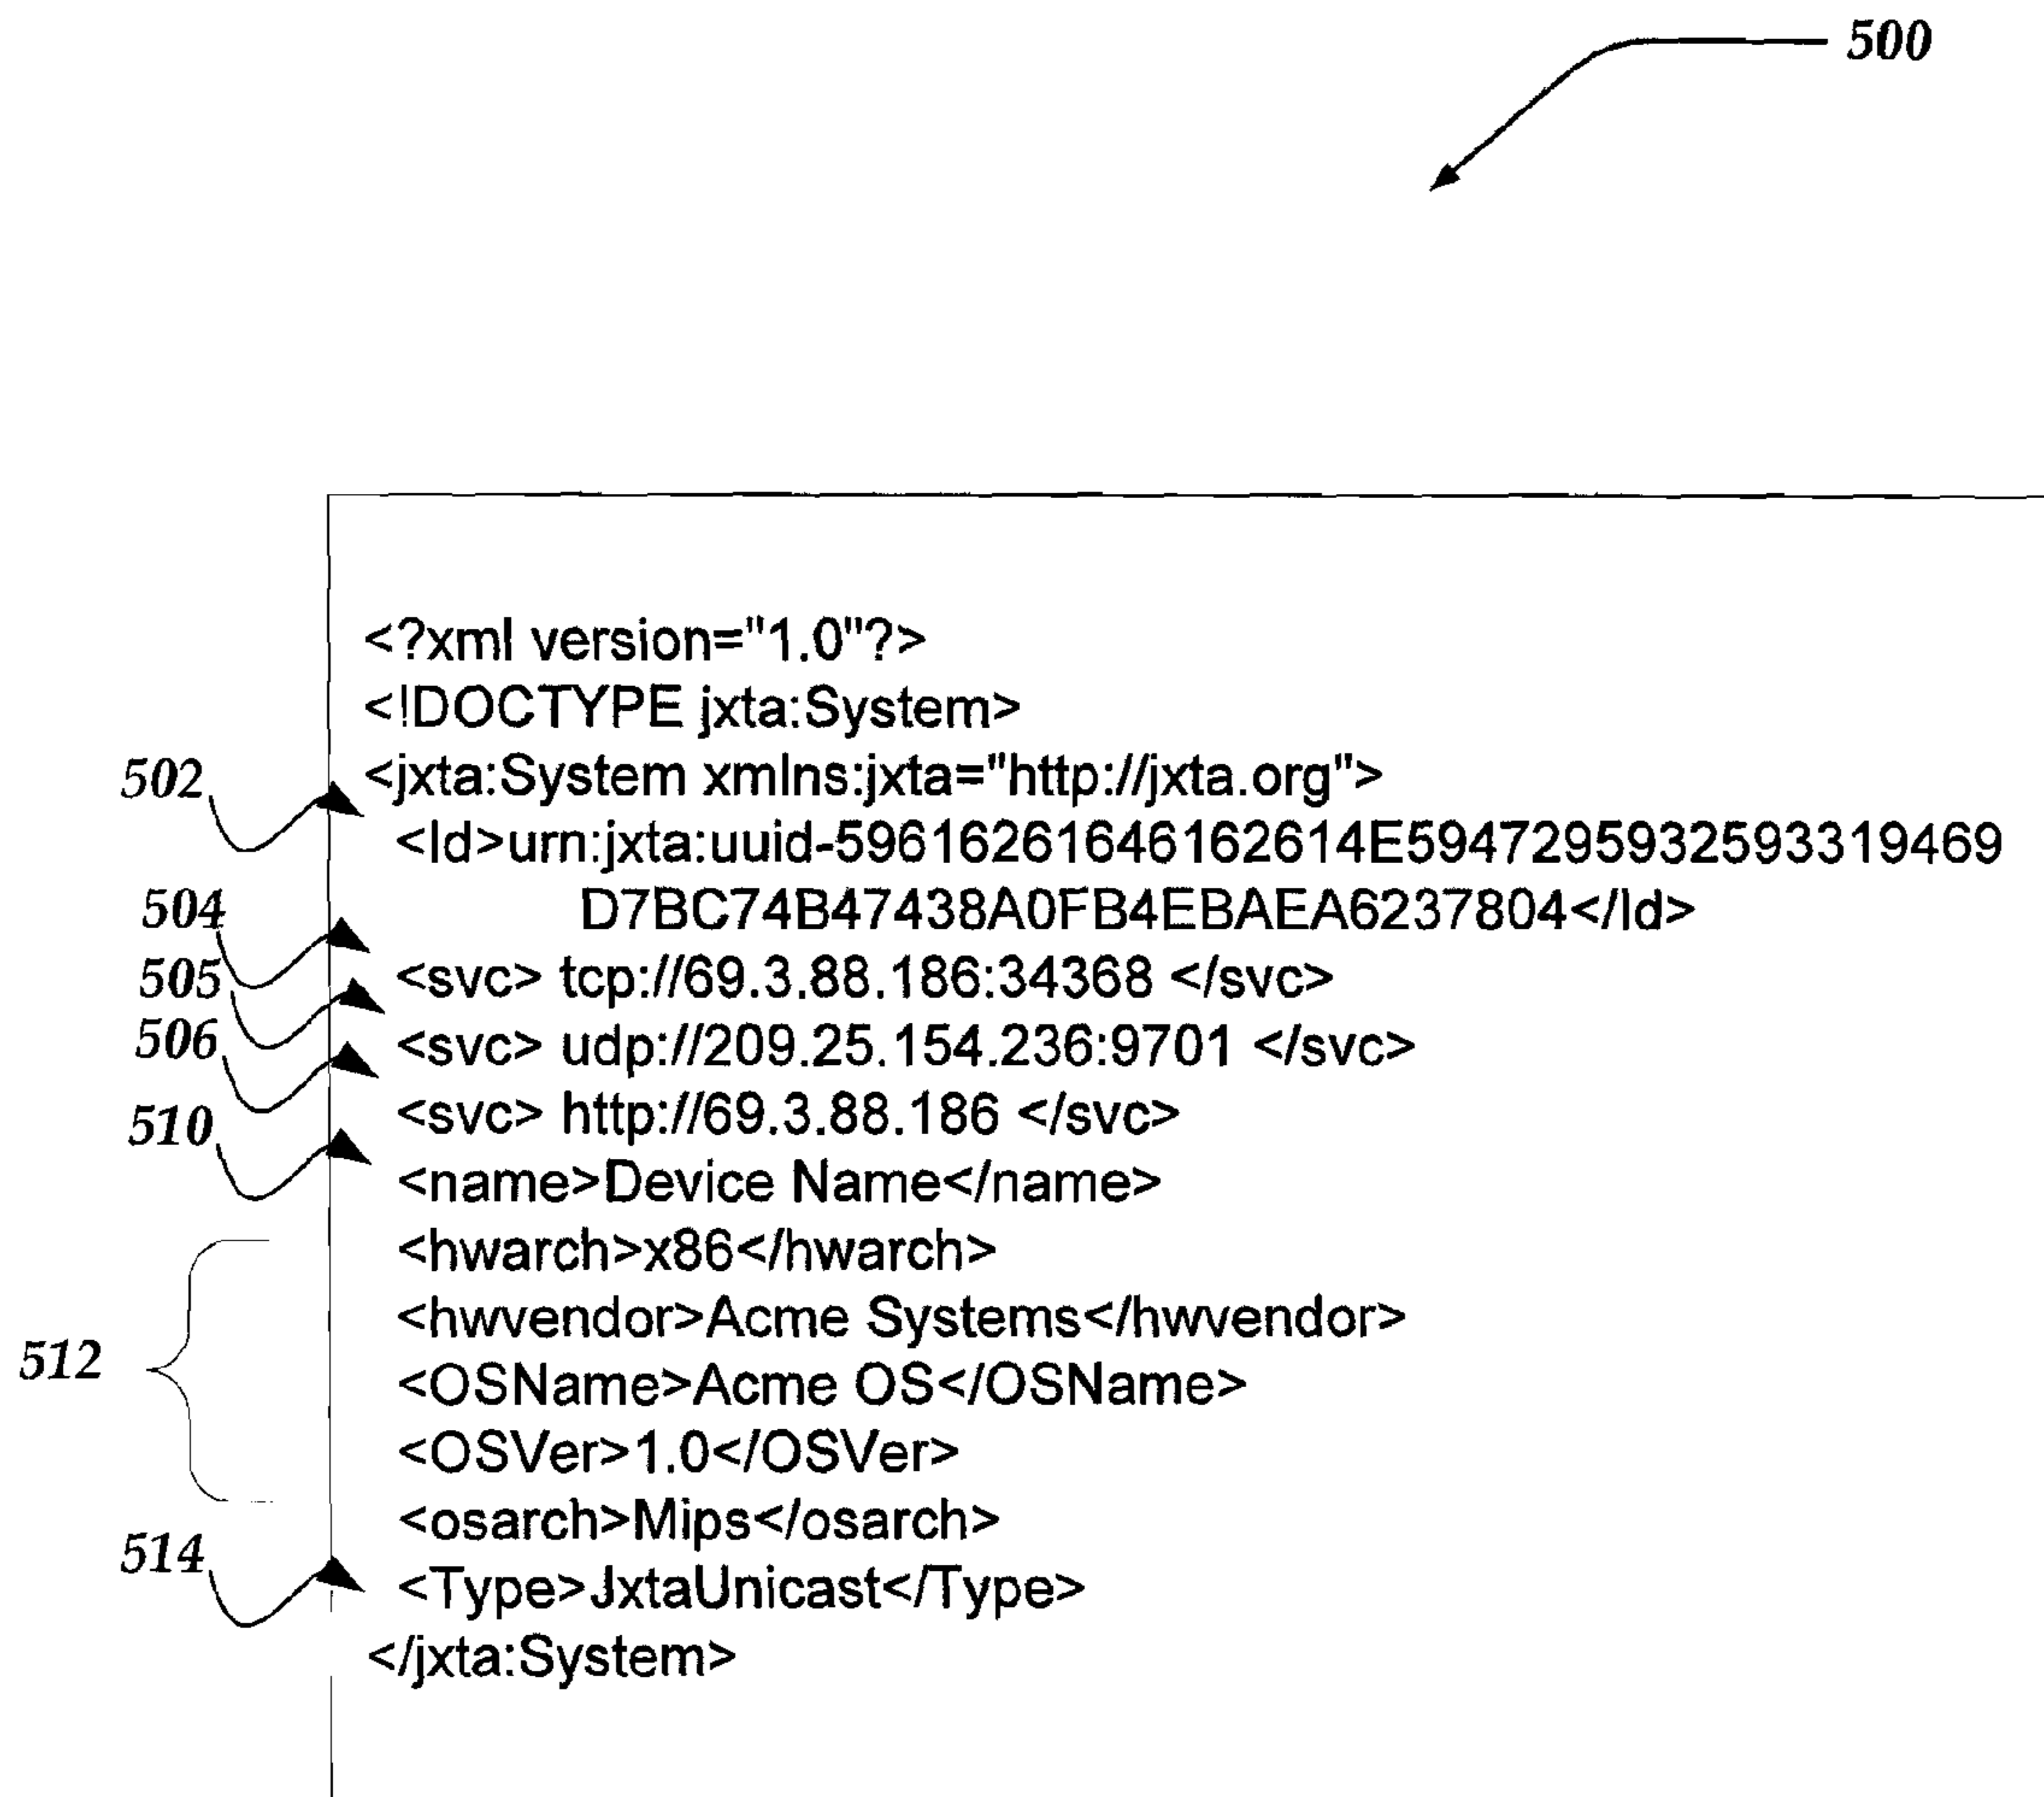 500
<?xml version="1.0"?>
<!DOCTYPE jxta:System>
502
<jxta:System xmlns:jxta="http://jxta.org">
<Id>urn:jxta:uuid-59616261646162614E5947295932593319469
504
D7BC74B47438A0FB4EBAEA6237804</Id>
505
<svc> tcp://69.3.88.186:34368 </svc>
506
<svc> udp://209.25.154.236:9701 </svc>
510
<svc> http://69.3.88.186 </svc>
<name>Device Name</name>
<hwarch>x86</hwarch>
<hwvendor>Acme Systems</hwvendor>
512
<OSName>Acme OS</OSName>
<OSVer>1.0</OSVer>
<osarch>Mips</osarch>
514
<Type>JxtaUnicast</Type>
</jxta:System>